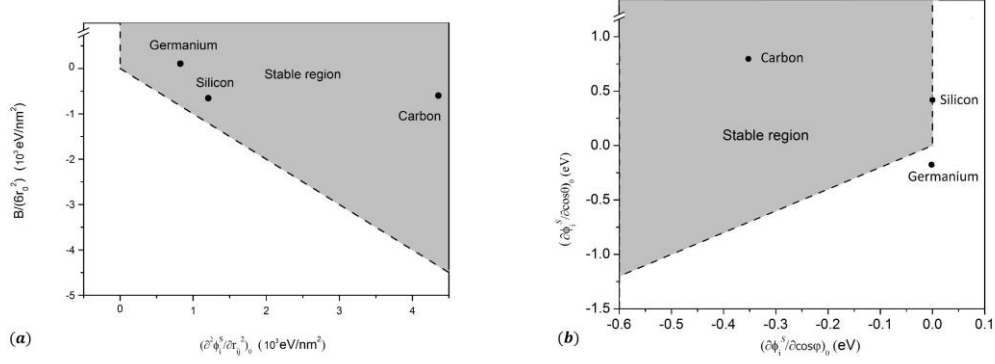 Germanium
Silicon
Stable region
Carbon
0
-1
-2
-3
-4
-5
B/(6r₀²) (10³eV/nm²)
0
1
2
3
4
(∂²ϕᵢˢ/∂rᵢⱼ²)₀ (10³eV/nm²)
(a)
1.0
0.5
0.0
-0.5
-1.0
-1.5
(∂ϕᵢˢ/∂cosθ)₀ (eV)
Carbon
Silicon
Stable region
Germanium
-0.6
-0.5
-0.4
-0.3
-0.2
-0.1
0.0
0.1
(∂ϕᵢˢ/∂cosφ)₀ (eV)
(b)